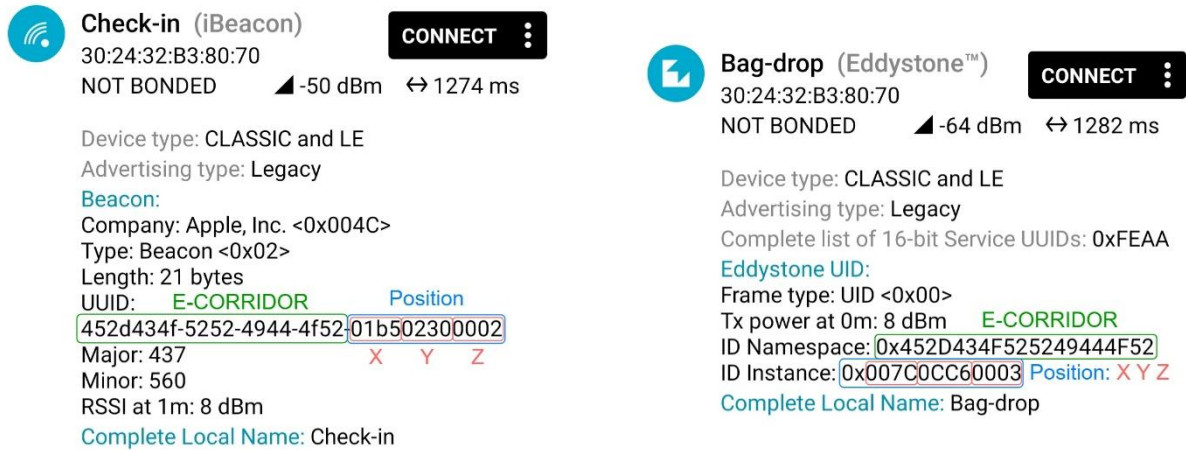 Check-in (iBeacon)
CONNECT
30:24:32:B3:80:70
NOT BONDED -50 dBm ↔ 1274 ms
Device type: CLASSIC and LE
Advertising type: Legacy
Beacon:
Company: Apple, Inc. <0x004C>
Type: Beacon <0x02>
Length: 21 bytes
UUID: E-CORRIDOR Position
452d434f-5252-4944-4f52-01b502300002
Major: 437 X Y Z
Minor: 560
RSSI at 1m: 8 dBm
Complete Local Name: Check-in
Bag-drop (Eddystone™)
CONNECT
30:24:32:B3:80:70
NOT BONDED -64 dBm ↔ 1282 ms
Device type: CLASSIC and LE
Advertising type: Legacy
Complete list of 16-bit Service UUIDs: 0xFEAA
Eddystone UID:
Frame type: UID <0x00>
Tx power at 0m: 8 dBm E-CORRIDOR
ID Namespace: 0x452D434F525249444F52
ID Instance: 0x007C0CC60003 Position: X Y Z
Complete Local Name: Bag-drop